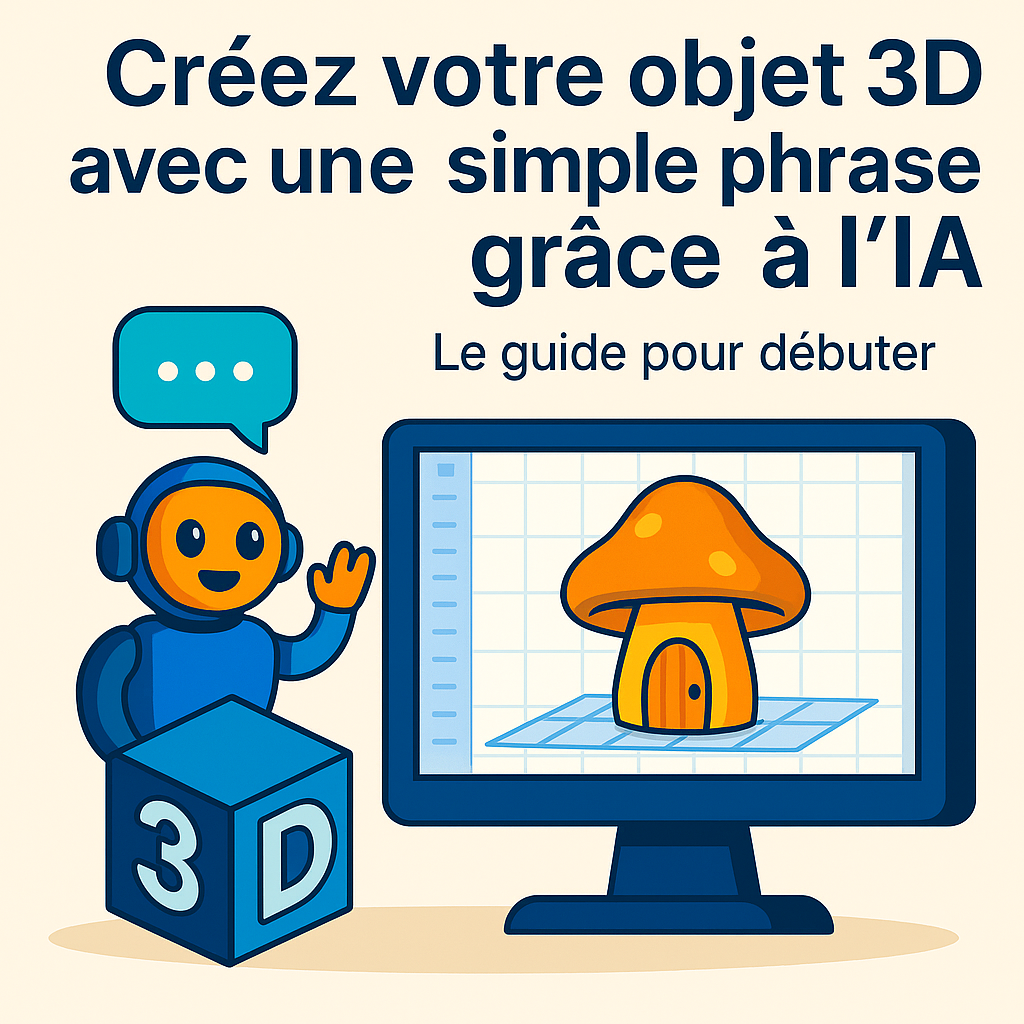 Créez votre objet 3D
avec une simple phrase
grâce à l'IA
Le guide pour débuter
3D